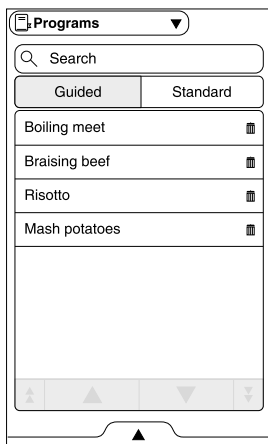 Programs
Search
Guided Standard
Boiling meet
Braising beef
Risotto
Mash potatoes